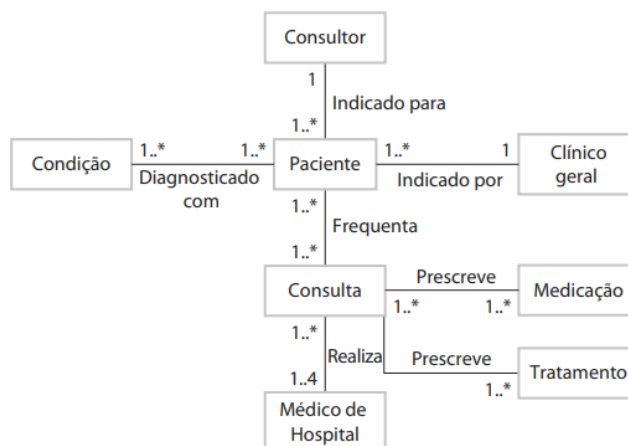 Consultor
1
Indicado para
1..*
1..*
1..*
1..*
1
Condição
Paciente
Clínico
geral
Diagnosticado
com
Indicado por
1..*
Frequenta
1..*
Prescreve
Consulta
Medicação
1..*
1..*
1..*
Realiza
Prescreve
Tratamento
1..4
1..*
Médico de
Hospital